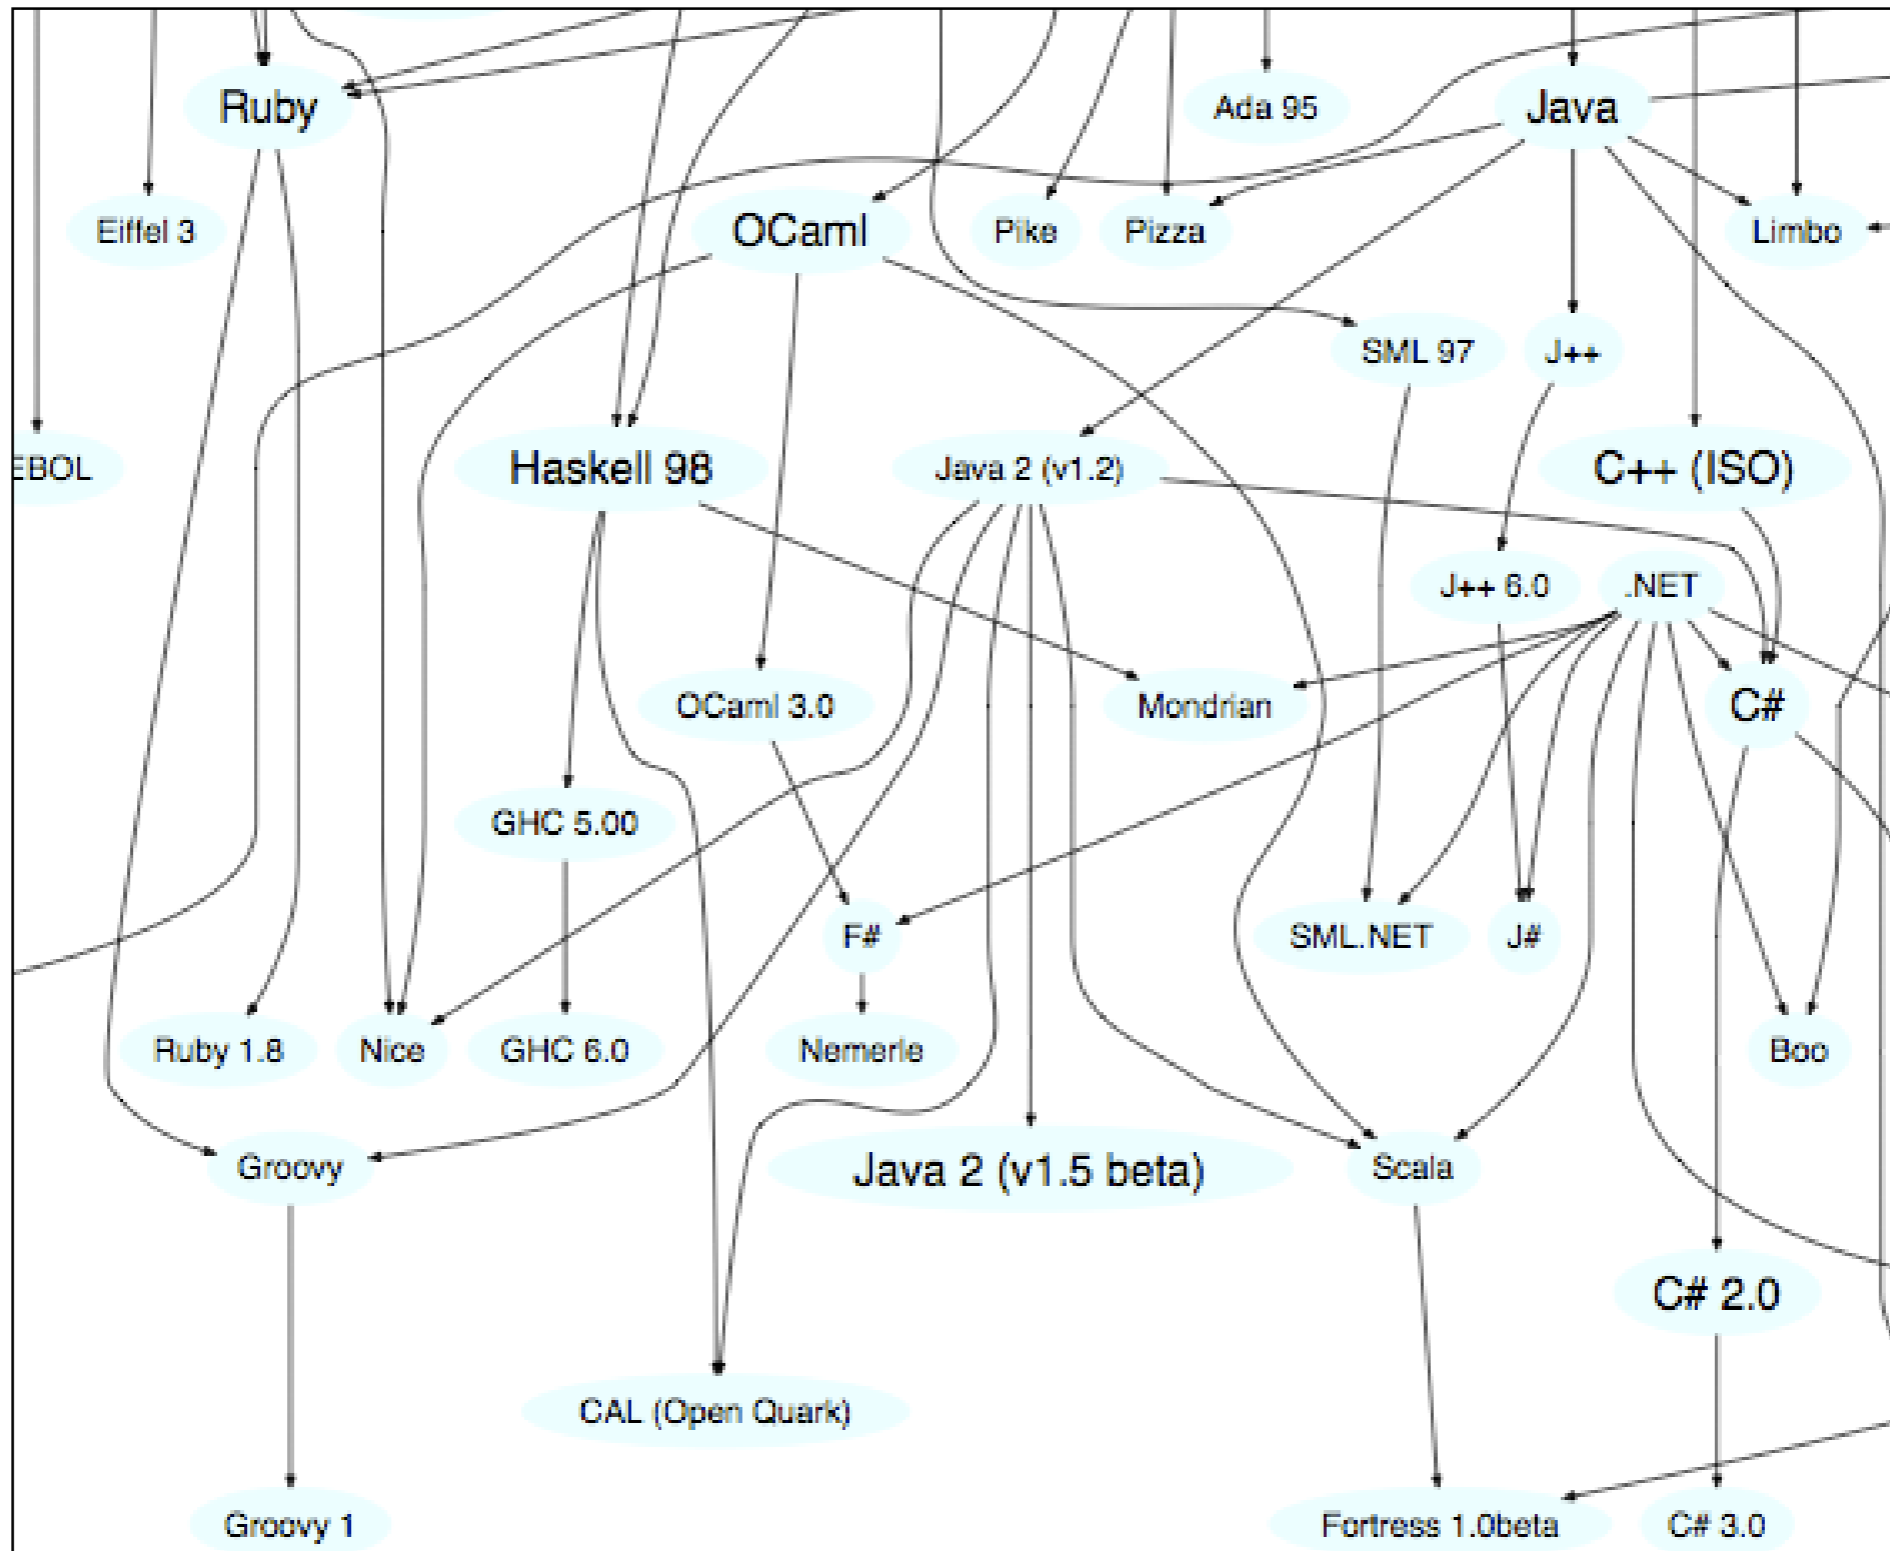 Ruby
Ada 95
Java
Eiffel 3
OCaml
Pike
Pizza
Limbo
SML 97
J++
EBOL
Haskell 98
Java 2 (v1.2)
C++ (ISO)
J++ 6.0
.NET
OCaml 3.0
Mondrian
C#
GHC 5.00
F#
SML.NET
J#
Ruby 1.8
Nice
GHC 6.0
Nemerle
Boo
Groovy
Java 2 (v1.5 beta)
Scala
C# 2.0
CAL (Open Quark)
Groovy 1
Fortress 1.0beta
C# 3.0